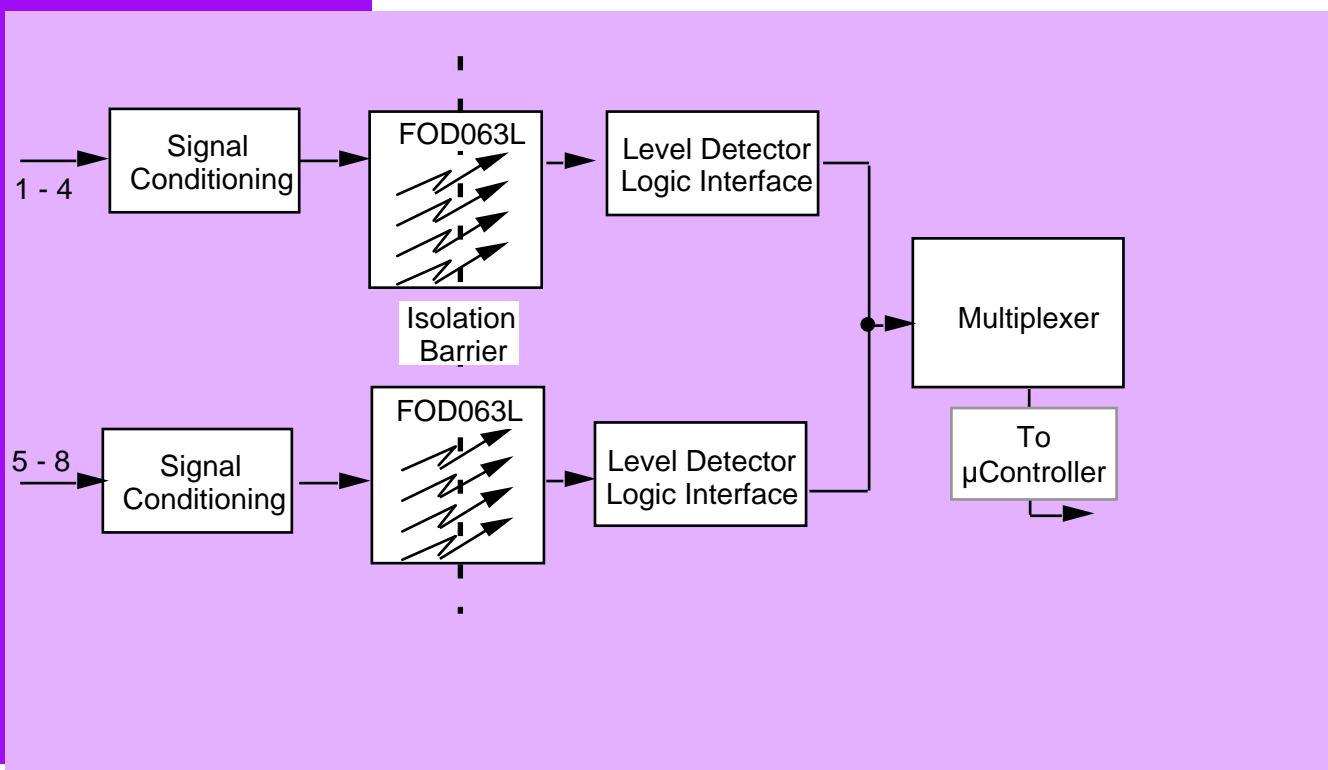 1 - 4
Signal
Conditioning
FOD063L
Level Detector
Logic Interface
Isolation
Barrier
Multiplexer
To
µController
5 - 8
Signal
Conditioning
FOD063L
Level Detector
Logic Interface